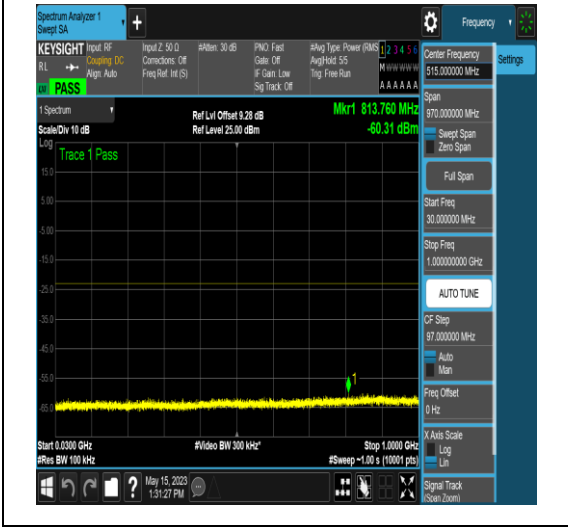 Spectrum Analyzer 1
Swept SA
+
Frequency
KEYSIGHT Input: RF Input Z: 50 Ω #Atten: 30 dB PNO: Fast #Avg Type: Power (RMS 1 2 3 4 5 6
RL Coupling: DC Corrections: Off Gate: Off Avg|Hold: 5/5 M W W W W W
Align: Auto Freq Ref: Int (S) IF Gain: Low Trig: Free Run
Sig Track: Off A A A A A A
PASS
1 Spectrum
Ref Lvl Offset 9.28 dB Mkr1 813.760 MHz
Scale/Div 10 dB Ref Level 25.00 dBm -60.31 dBm
Log
Trace 1 Pass
15.0
5.00
-5.00
-15.0
-25.0
-35.0
-45.0
-55.0
-65.0
1
Start 0.0300 GHz #Video BW 300 kHz* Stop 1.0000 GHz
#Res BW 100 kHz #Sweep ~1.00 s (10001 pts)
? May 15, 2023
1:31:27 PM
Center Frequency
515.000000 MHz
Settings
Span
970.000000 MHz
Swept Span
Zero Span
Full Span
Start Freq
30.000000 MHz
Stop Freq
1.000000000 GHz
AUTO TUNE
CF Step
97.000000 MHz
Auto
Man
Freq Offset
0 Hz
X Axis Scale
Log
Lin
Signal Track
(Span Zoom)